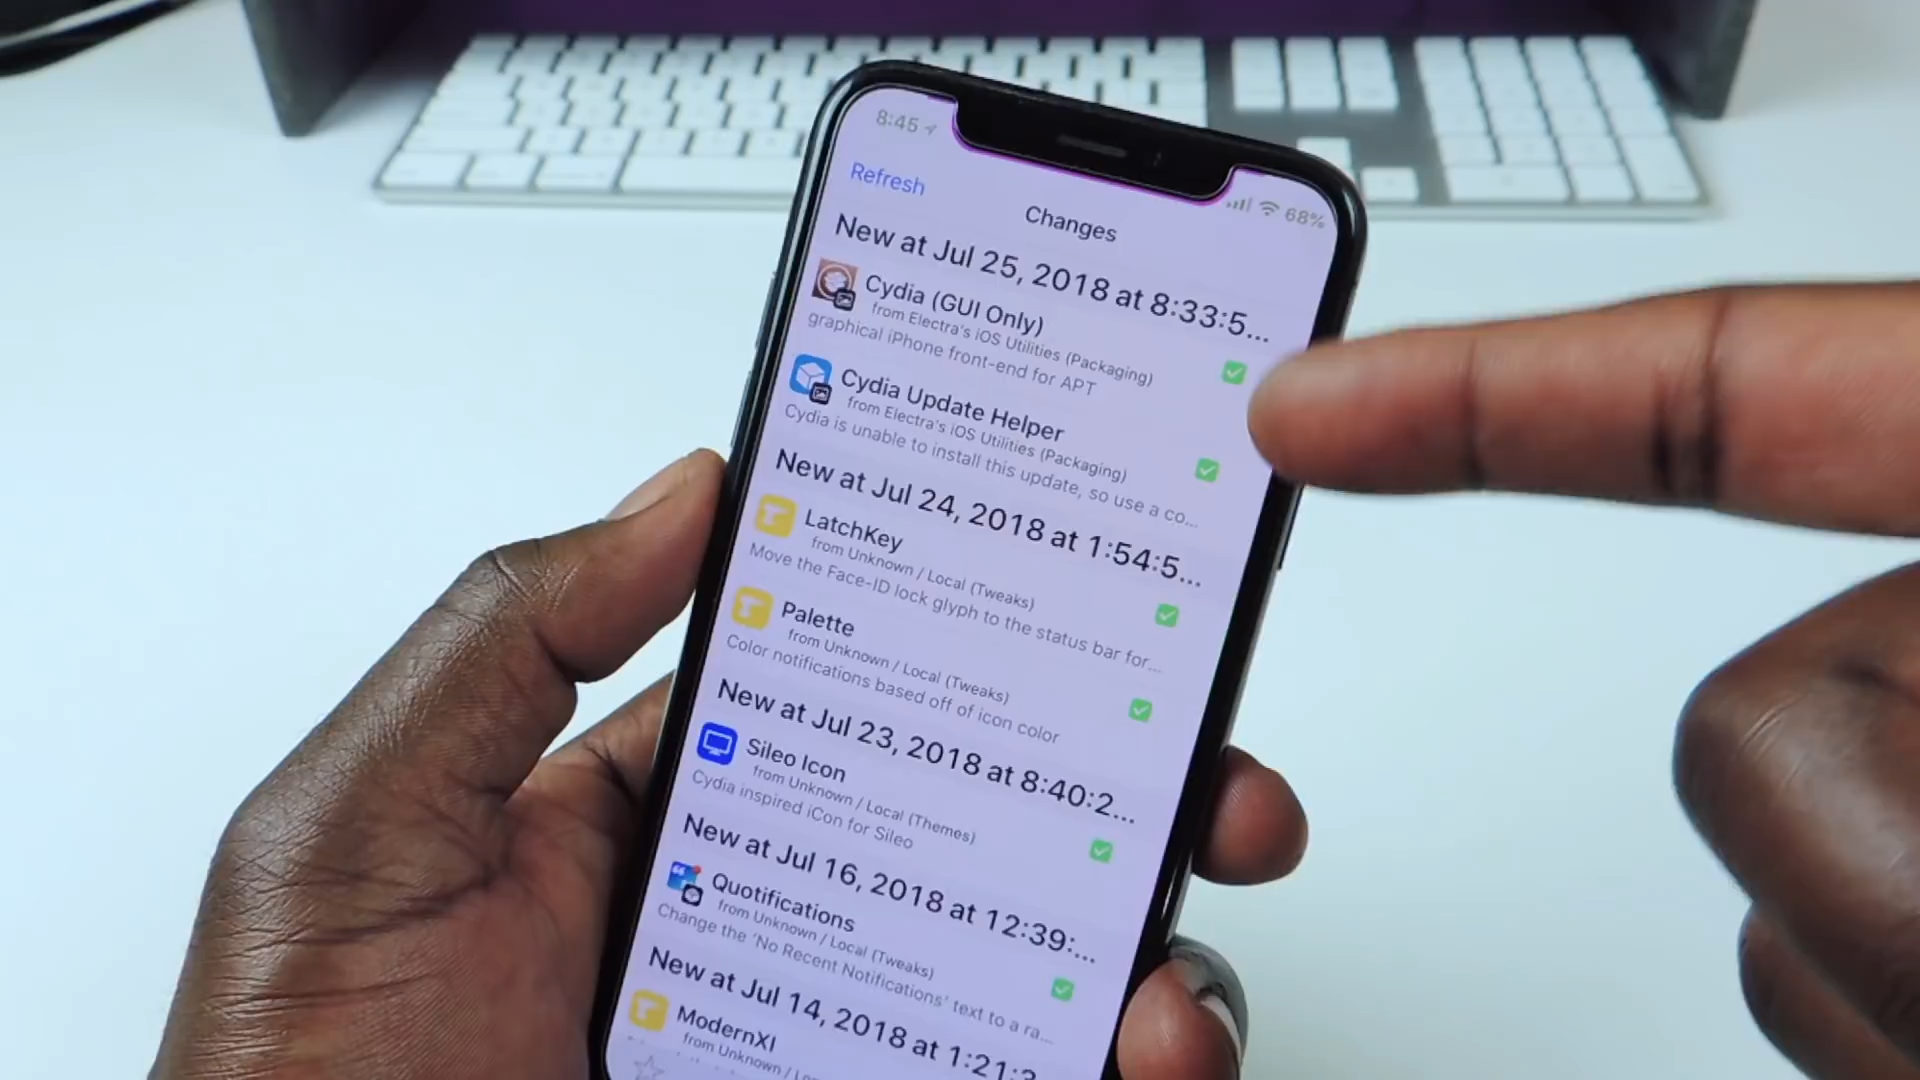 8:45
68%
Refresh
Changes
New at Jul 25, 2018 at 8:33:5...
Cydia (GUI Only)
from Electra's iOS Utilities (Packaging)
graphical iPhone front-end for APT
Cydia Update Helper
from Electra's iOS Utilities (Packaging)
Cydia is unable to install this update, so use a co...
New at Jul 24, 2018 at 1:54:5...
LatchKey
from Unknown / Local (Tweaks)
Move the Face-ID lock glyph to the status bar for...
Palette
from Unknown / Local (Tweaks)
Color notifications based off of icon color
New at Jul 23, 2018 at 8:40:2...
Sileo Icon
from Unknown / Local (Themes)
Cydia inspired iCon for Sileo
New at Jul 16, 2018 at 12:39:...
Quotifications
from Unknown / Local (Tweaks)
Change the 'No Recent Notifications' text to a ra...
New at Jul 14, 2018 at 1:21:3
ModernXI
from Unknown /